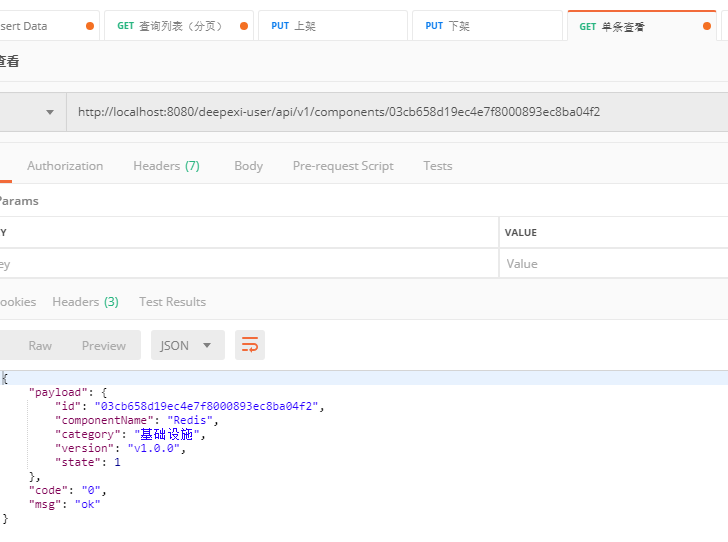 sert Data
GET 查询列表（分页）
PUT 上架
PUT 下架
GET 单条查看
查看
http://localhost:8080/deepexi-user/api/v1/components/03cb658d19ec4e7f8000893ec8ba04f2
Authorization Headers (7) Body Pre-request Script Tests
Params
Y VALUE
ey Value
ookies Headers (3) Test Results
Raw Preview JSON
{
"payload": {
"id": "03cb658d19ec4e7f8000893ec8ba04f2",
"componentName": "Redis",
"category": "基础设施",
"version": "v1.0.0",
"state": 1
},
"code": "0",
"msg": "ok"
}